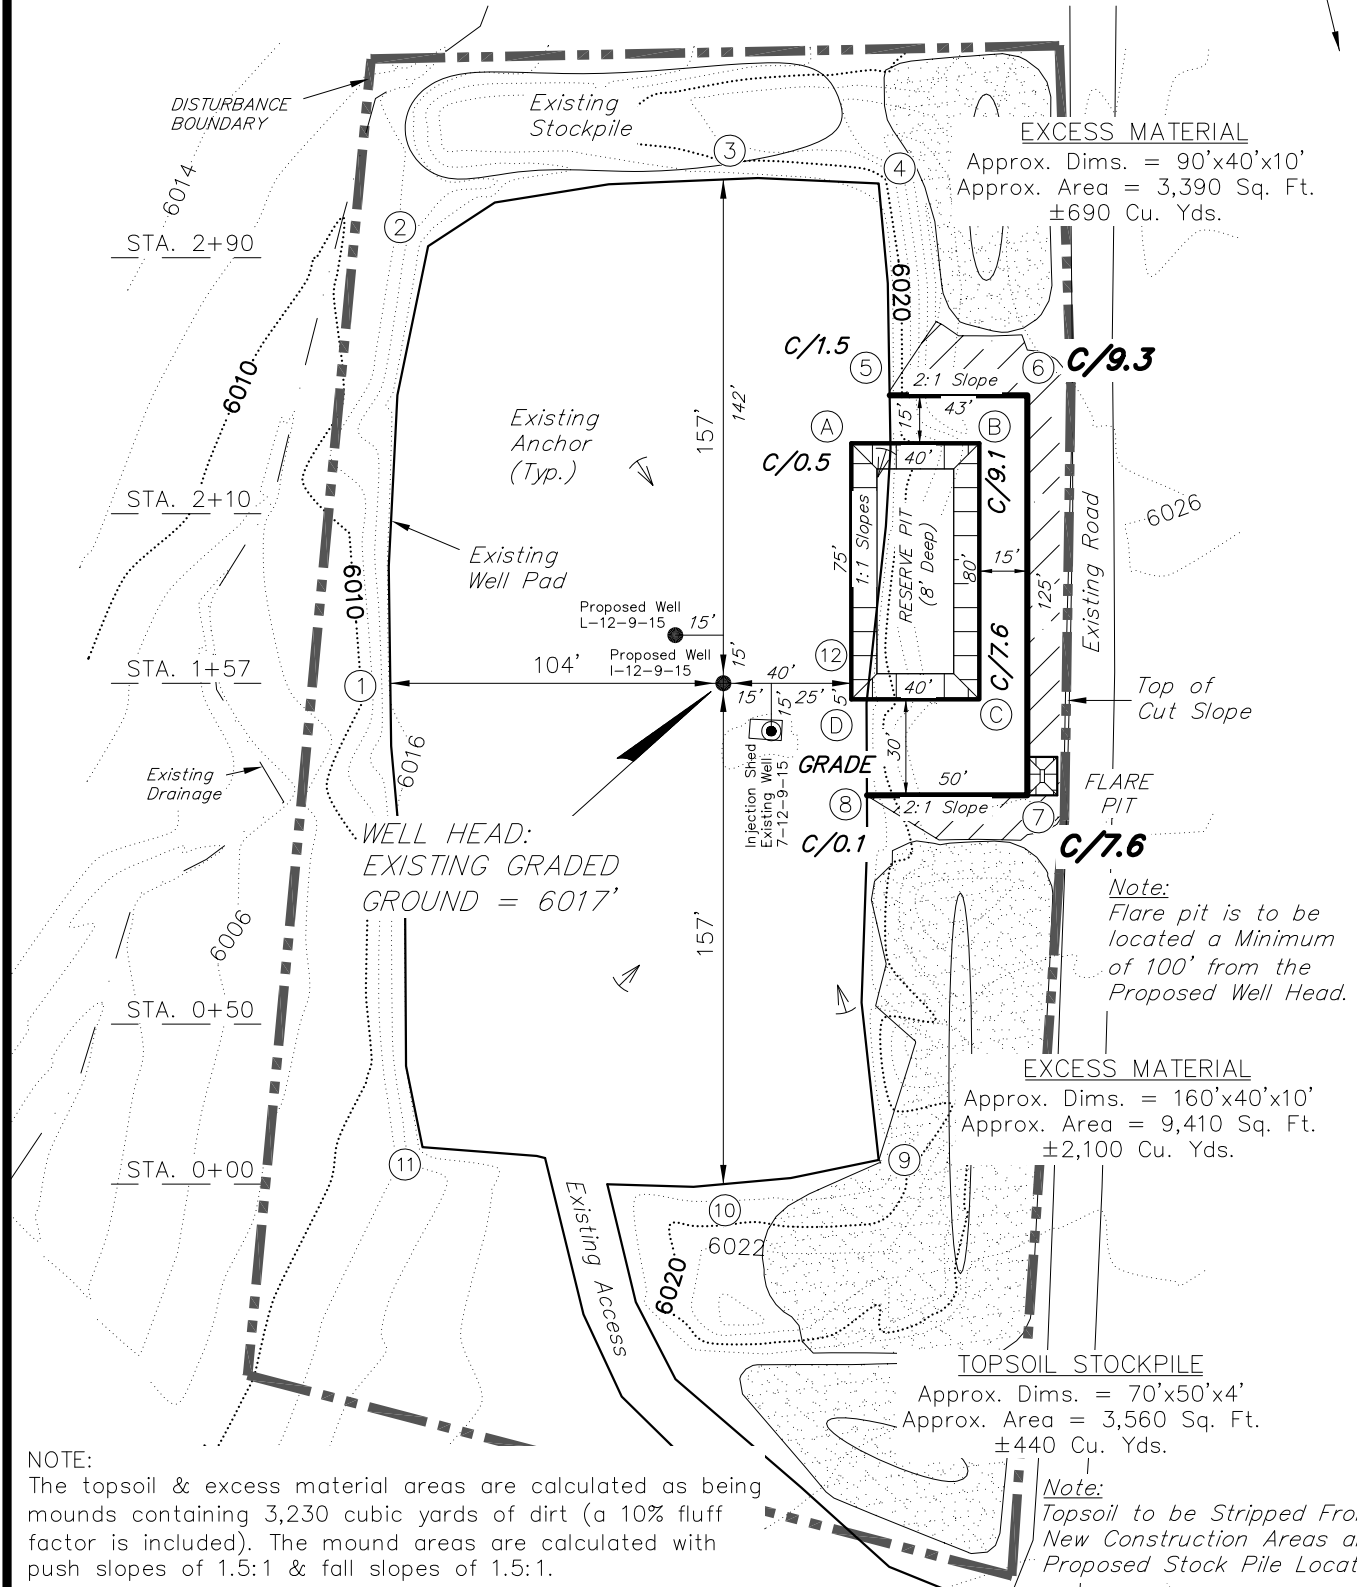 DISTURBANCE
BOUNDARY
Existing
Stockpile
3
4
EXCESS MATERIAL
Approx. Dims. = 90'x40'x10'
Approx. Area = 3,390 Sq. Ft.
±690 Cu. Yds.
6014
STA. 2+90
2
6020
6010
C/1.5
5
2:1 Slope
6
C/9.3
157'
142'
Existing
Anchor
(Typ.)
15'
43'
A
B
C/0.5
40'
C/9.1
STA. 2+10
Existing
Well Pad
6010
75'
1:1 Slopes
RESERVE PIT
(8' Deep)
80'
15'
125'
Existing Road
6026
Proposed Well
L-12-9-15
15'
Proposed Well
I-12-9-15
15'
STA. 1+57
1
104'
40'
12
15'
15'
25'
5'
40'
C/7.6
D
C
Top of
Cut Slope
6016
Existing
Drainage
Injection Shed
Existing Well
7-12-9-15
GRADE
30'
50'
8
2:1 Slope
7
FLARE
PIT
C/0.1
C/7.6
WELL HEAD:
EXISTING GRADED
GROUND = 6017'
Note:
Flare pit is to be
located a Minimum
of 100' from the
Proposed Well Head.
6006
157'
STA. 0+50
EXCESS MATERIAL
Approx. Dims. = 160'x40'x10'
Approx. Area = 9,410 Sq. Ft.
±2,100 Cu. Yds.
STA. 0+00
11
9
10
6022
6020
Existing Access
TOPSOIL STOCKPILE
Approx. Dims. = 70'x50'x4'
Approx. Area = 3,560 Sq. Ft.
±440 Cu. Yds.
NOTE:
The topsoil & excess material areas are calculated as being
mounds containing 3,230 cubic yards of dirt (a 10% fluff
factor is included). The mound areas are calculated with
push slopes of 1.5:1 & fall slopes of 1.5:1.
Note:
Topsoil to be Stripped
New Construction Areas
Proposed Stock Pile